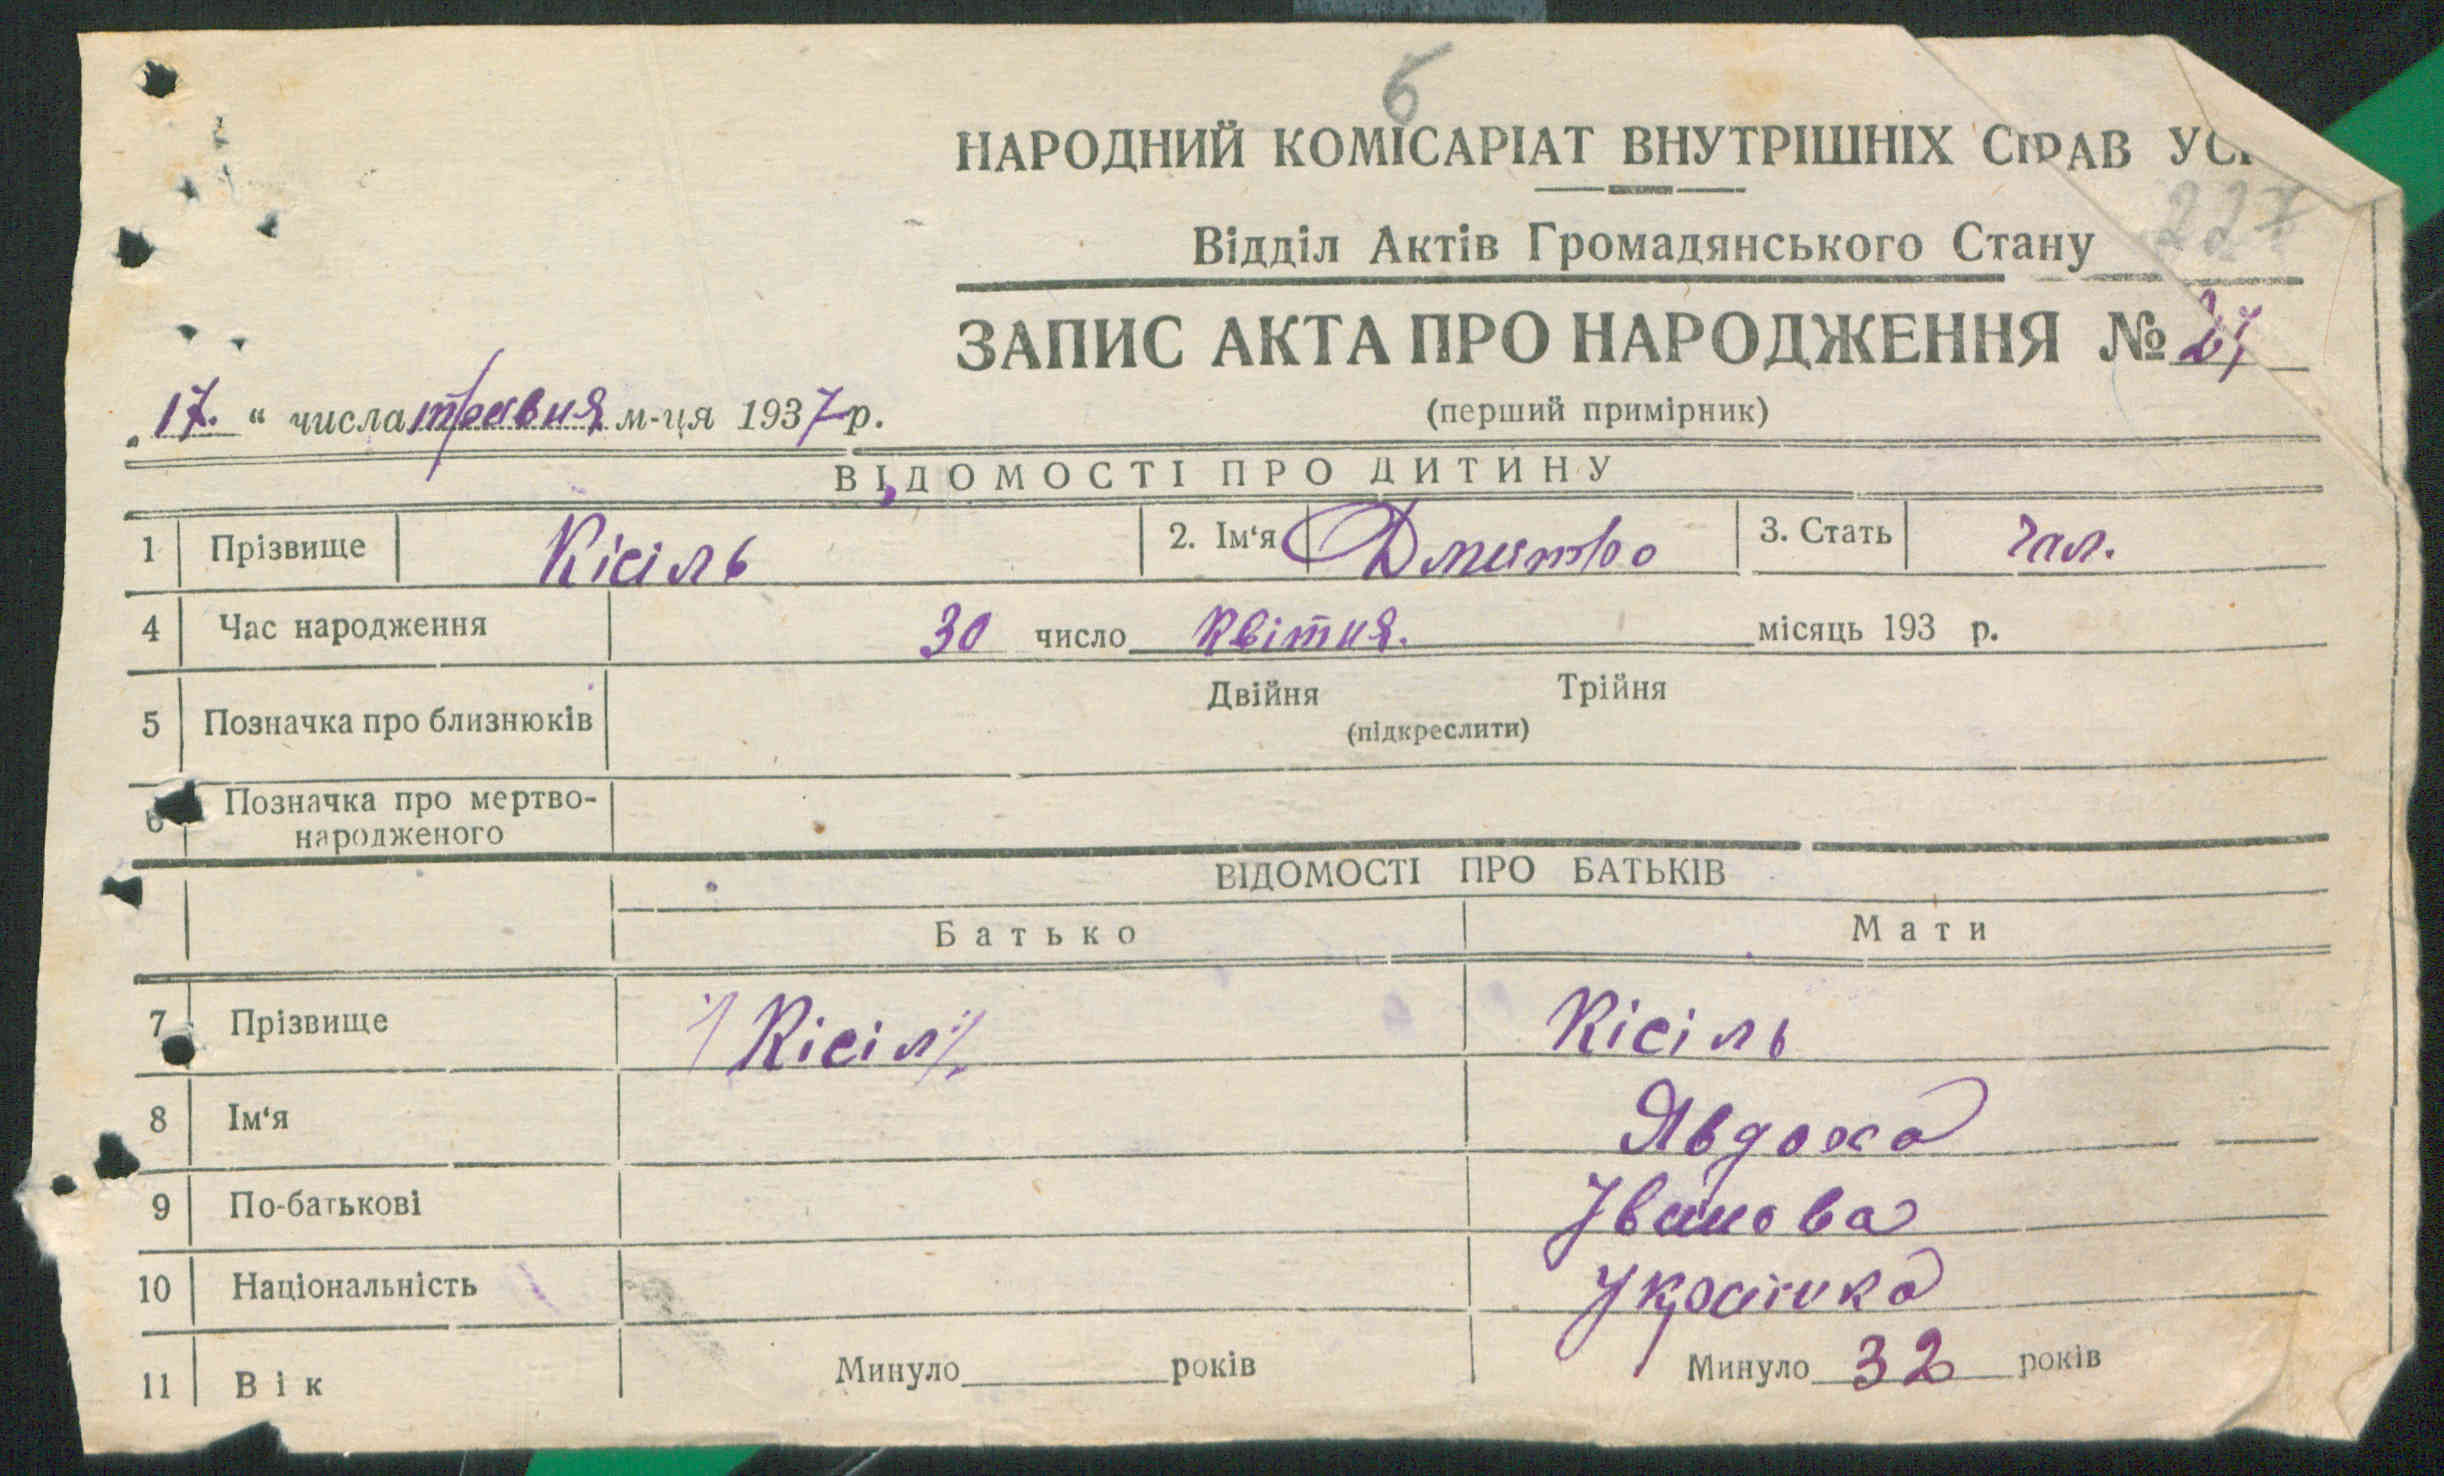 6
НАРОДНИЙ КОМІСАРІАТ ВНУТРІШНІХ СПРАВ УС
227
Відділ Актів Громадянського Стану
ЗАПИС АКТА ПРО НАРОДЖЕННЯ № 27
„17.“ числа травня м-ця 1937 р.
(перший примірник)
ВІДОМОСТІ ПРО ДИТИНУ
1 Прізвище Кісіль 2. Ім‘я Дмитро 3. Стать чол.
4 Час народження 30 число квітня. місяць 193 р.
5 Позначка про близнюків Двійня Трійня
(підкреслити)
6 Позначка про мертво-
народженого
ВІДОМОСТІ ПРО БАТЬКІВ
Батько Мати
7 Прізвище Кісіль Кісіль
8 Ім‘я Явдоха
9 По-батькові Іванова
10 Національність Українка
11 Вік Минуло років Минуло 32 років